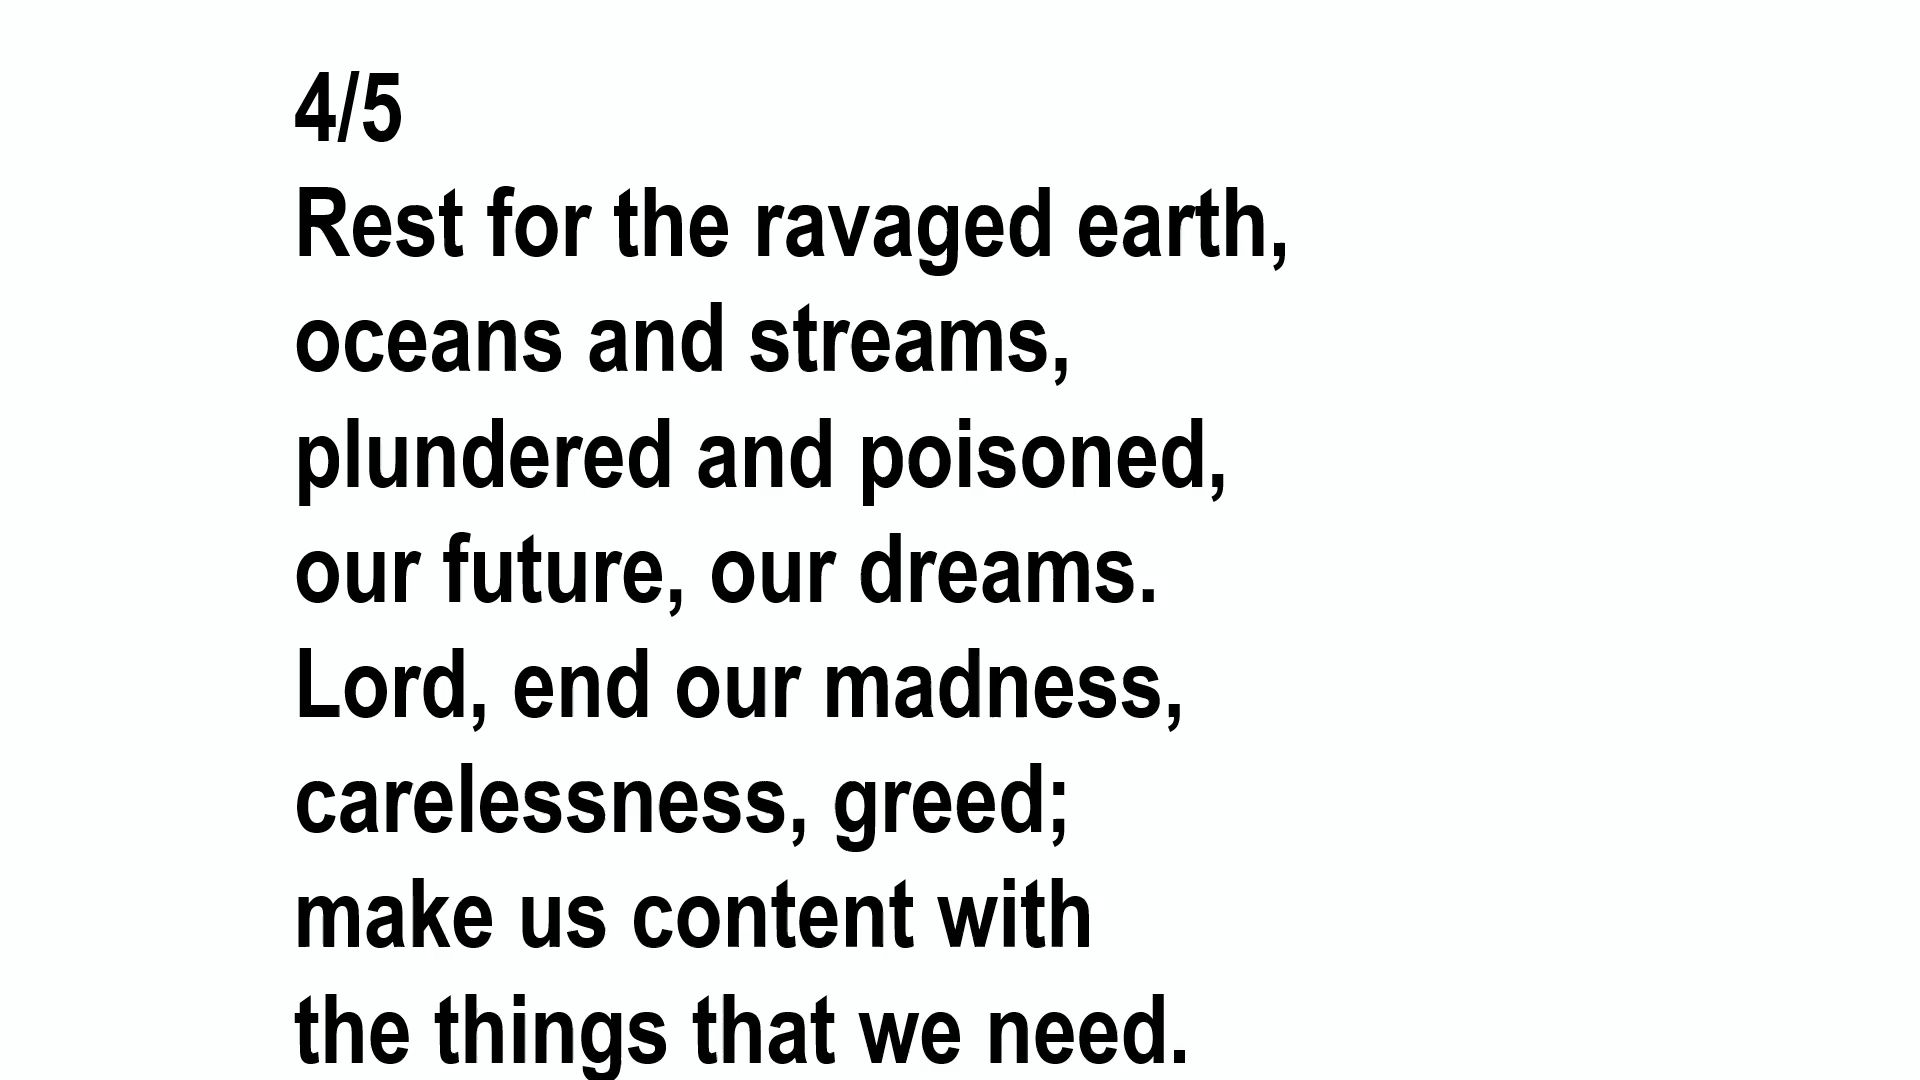 4/5
Rest for the ravaged earth,
oceans and streams,
plundered and poisoned,
our future, our dreams.
Lord, end our madness,
carelessness, greed;
make us content with
the things that we need.